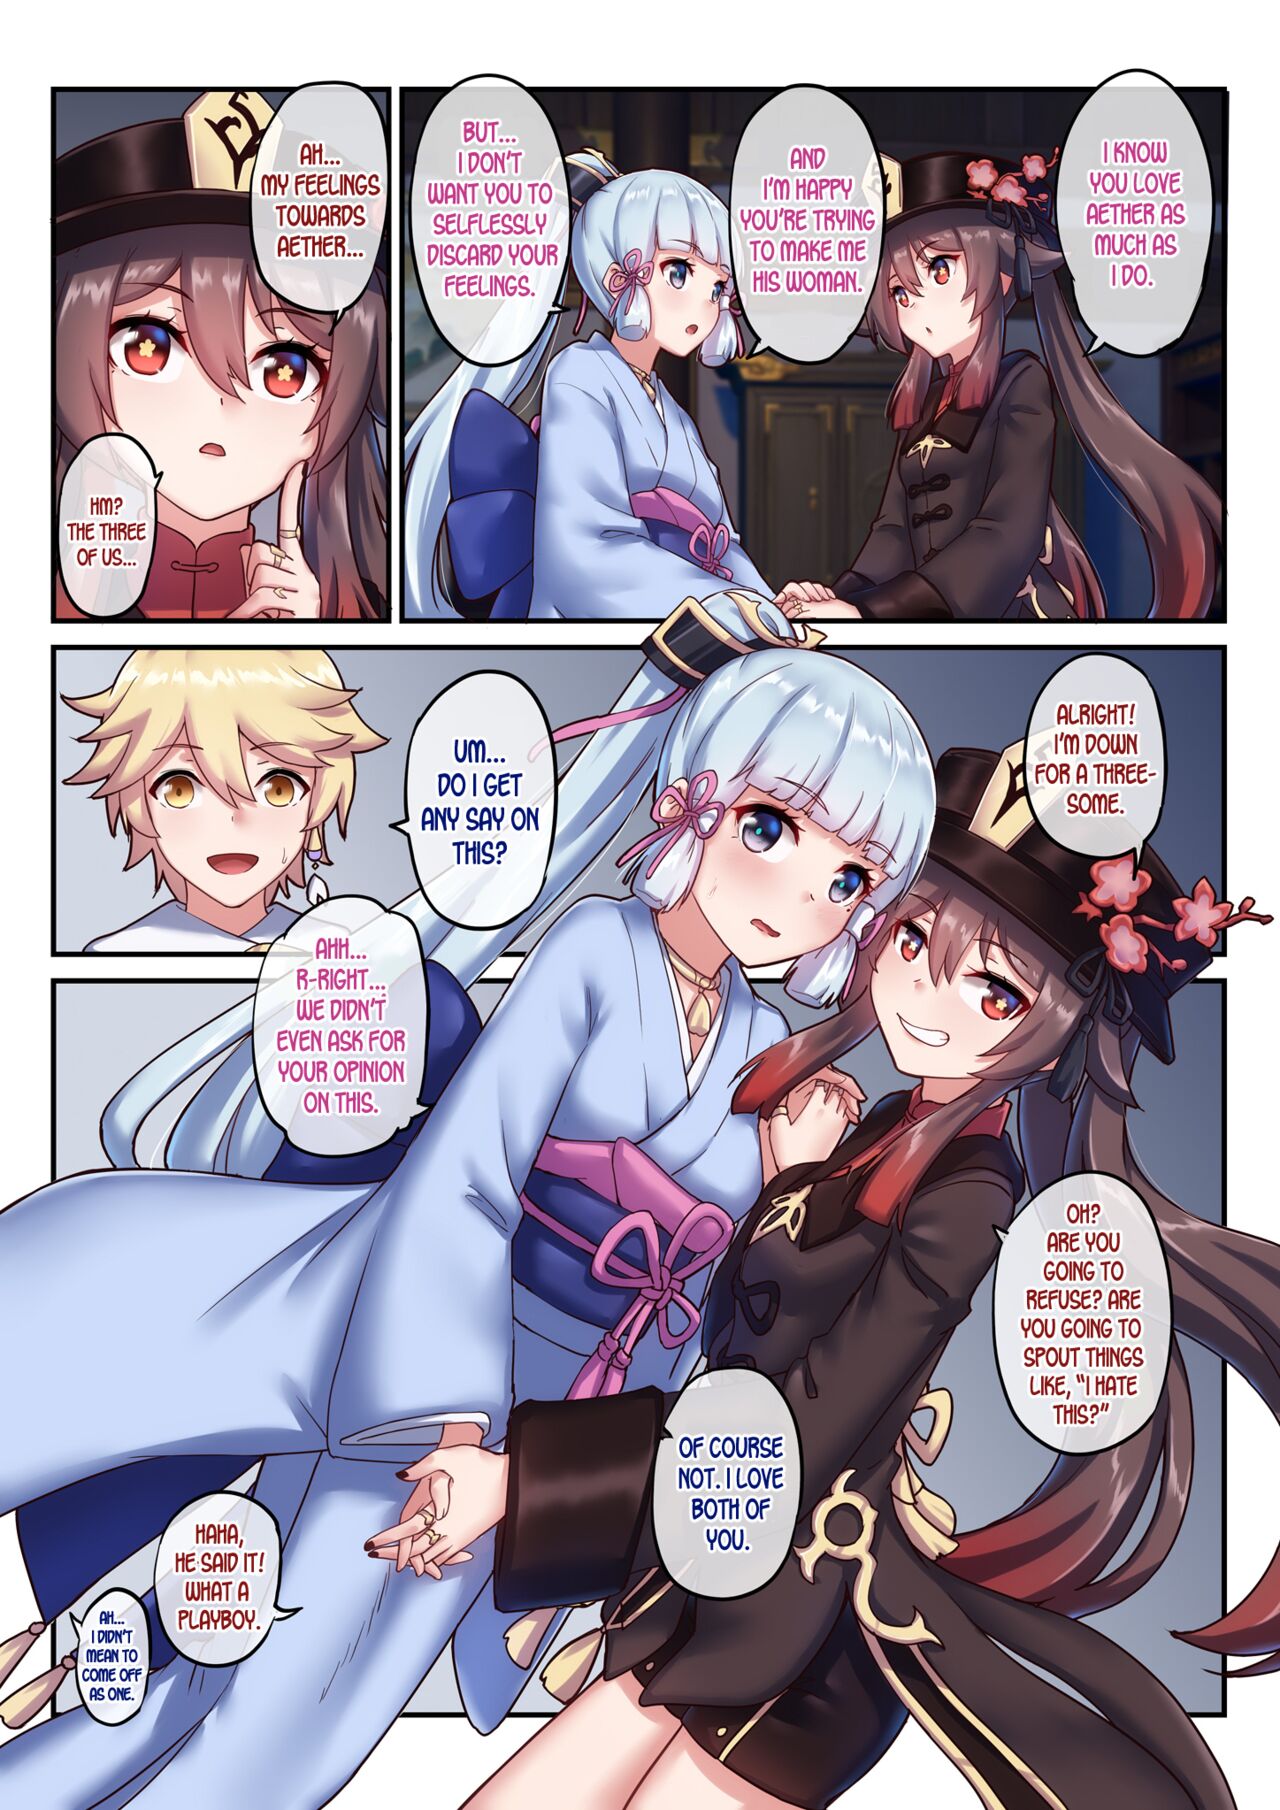 I KNOW
YOU LOVE
AETHER AS
MUCH AS
I DO.
AND
I'M HAPPY
YOU'RE TRYING
TO MAKE ME
HIS WOMAN.
BUT...
I DON'T
WANT YOU TO
SELFLESSLY
DISCARD YOUR
FEELINGS.
AH...
MY FEELINGS
TOWARDS
AETHER...
HM?
THE THREE
OF US...
ALRIGHT!
I'M DOWN
FOR A THREE-
SOME.
UM...
DO I GET
ANY SAY ON
THIS?
AHH...
R-RIGHT...
WE DIDN'T
EVEN ASK FOR
YOUR OPINION
ON THIS.
OH?
ARE YOU
GOING TO
REFUSE? ARE
YOU GOING TO
SPOUT THINGS
LIKE, "I HATE
THIS?"
OF COURSE
NOT. I LOVE
BOTH OF
YOU.
HAHA,
HE SAID IT!
WHAT A
PLAYBOY.
AH...
I DIDN'T
MEAN TO
COME OFF
AS ONE.